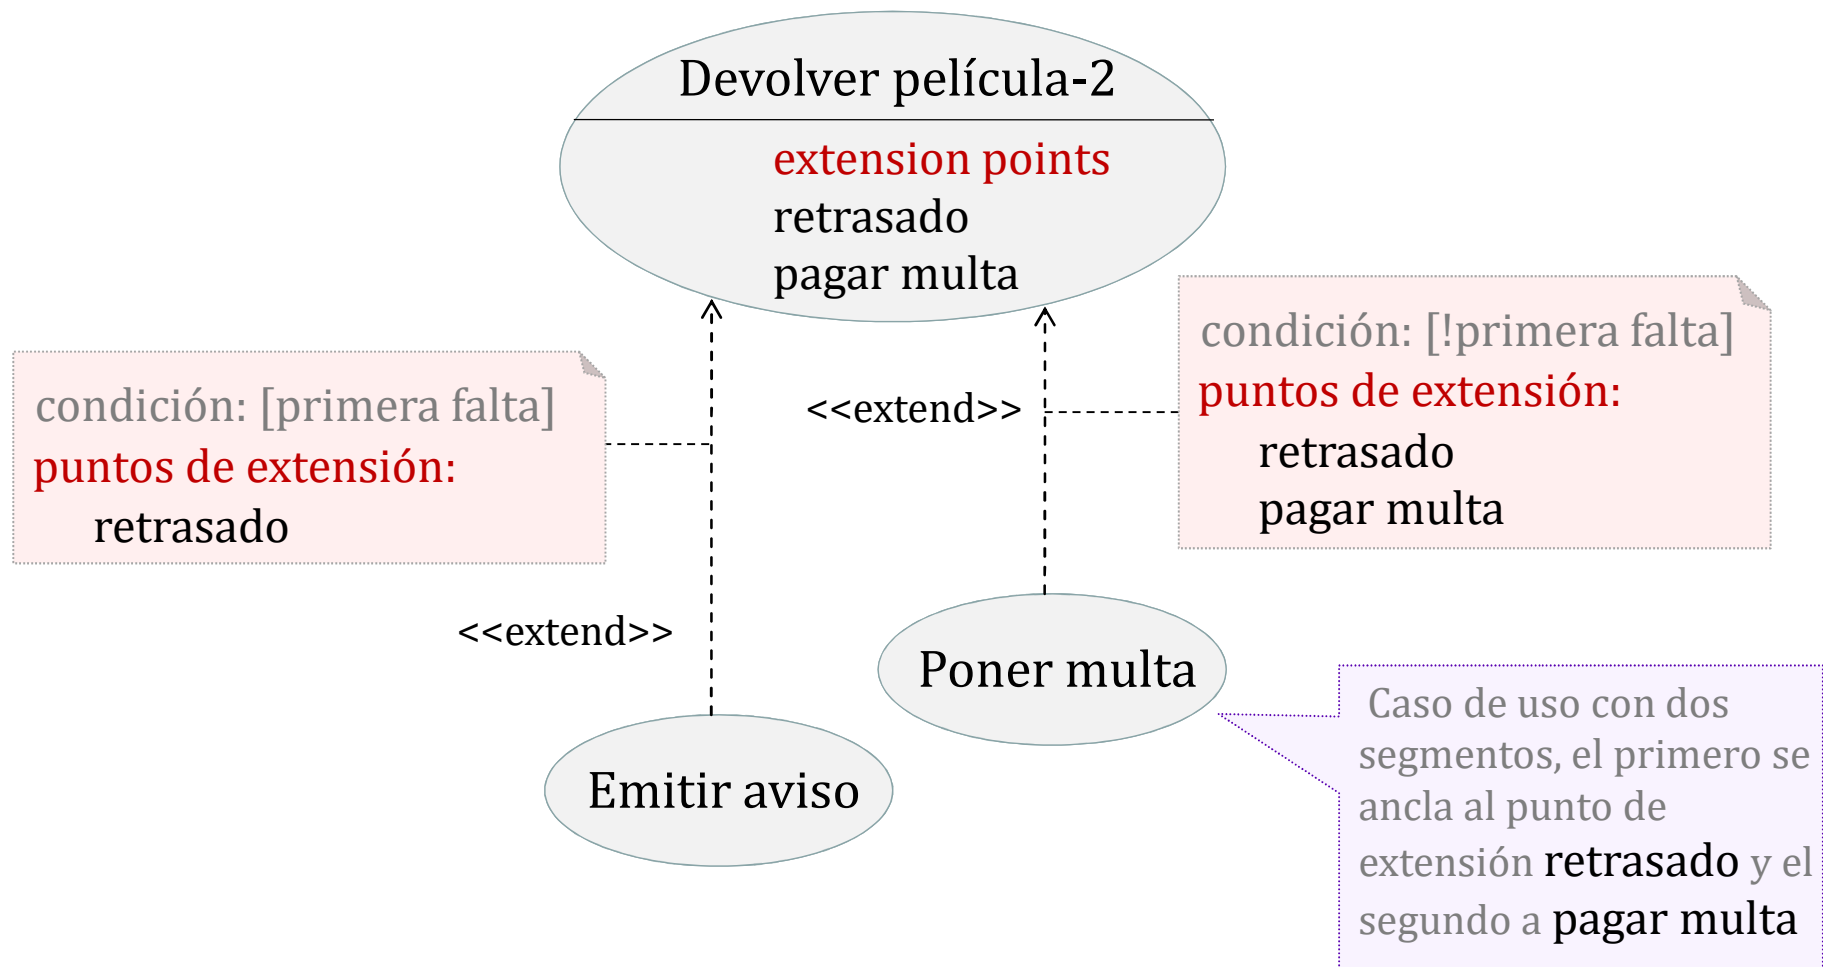 Devolver película-2
extension points
retrasado
pagar multa
condición: [primera falta]
puntos de extensión:
retrasado
<<extend>>
condición: [!primera falta]
puntos de extensión:
retrasado
pagar multa
<<extend>>
Poner multa
Emitir aviso
Caso de uso con dos
segmentos, el primero se
ancla al punto de
extensión retrasado y el
segundo a pagar multa